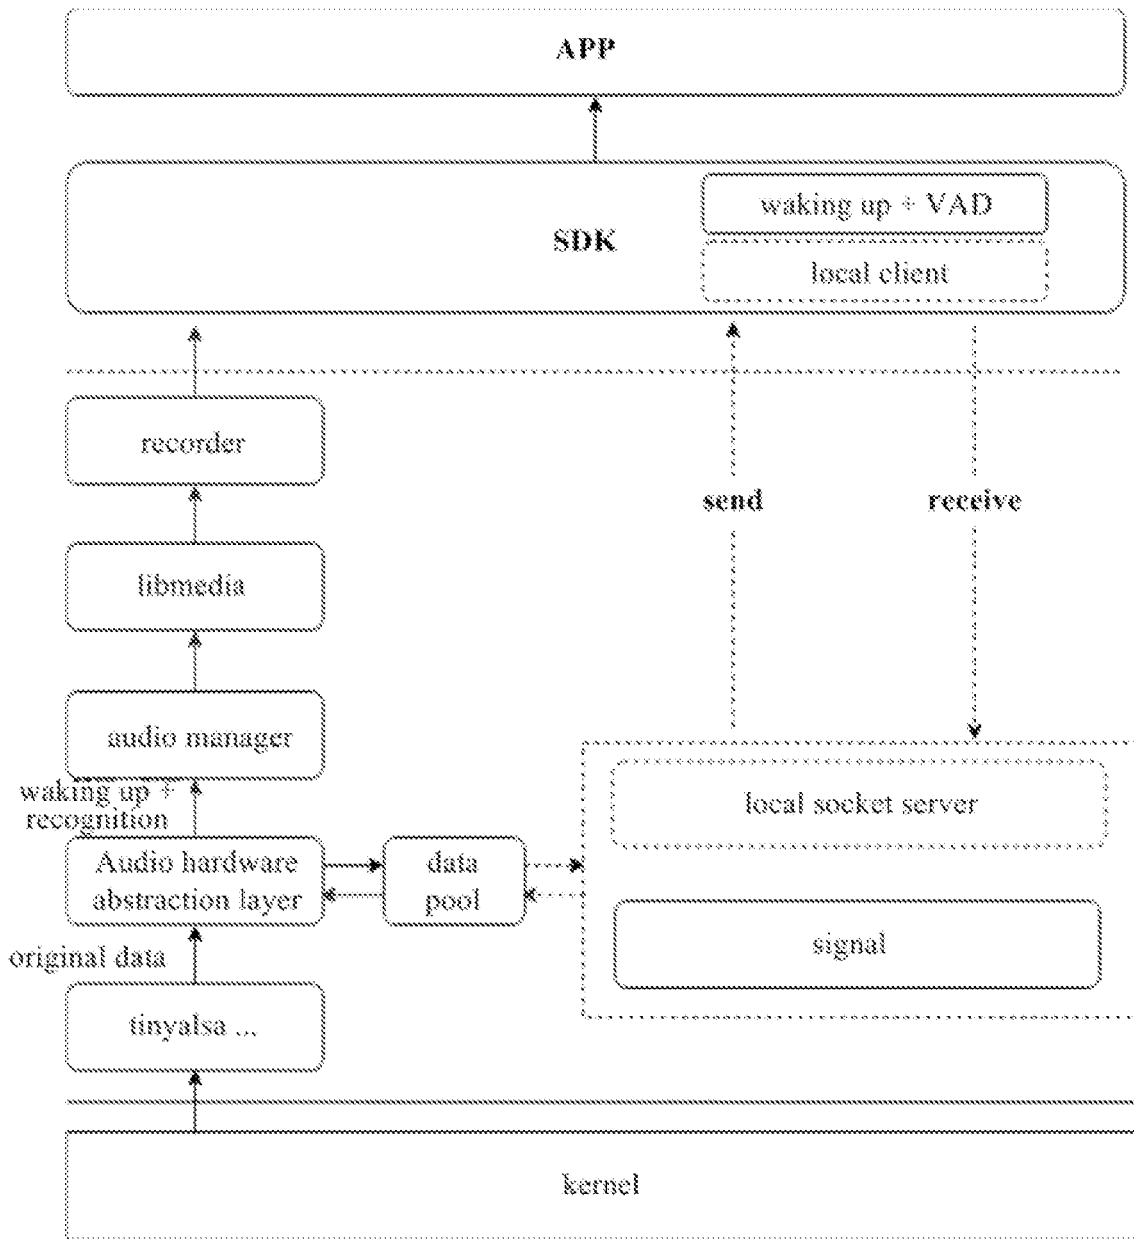 APP
waking up + VAD
SDK
local client
recorder
send
receive
libmedia
audio manager
waking up +
recognition
local socket server
Audio hardware
abstraction layer
data
pool
signal
original data
tinyalsa ...
kernel